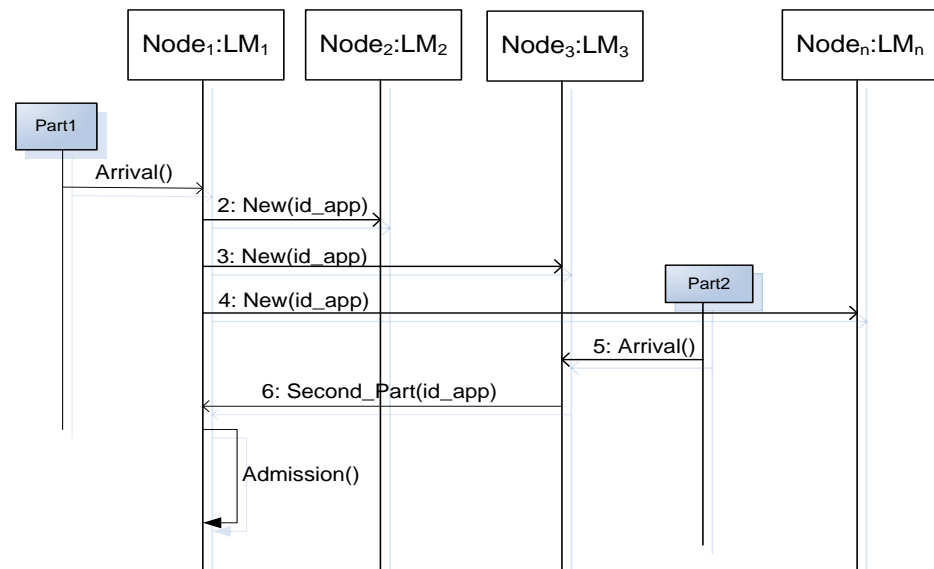 Node₁:LM₁
Node₂:LM₂
Node₃:LM₃
Nodeₙ:LMₙ
Part1
Arrival()
2: New(id_app)
3: New(id_app)
4: New(id_app)
Part2
5: Arrival()
6: Second_Part(id_app)
Admission()